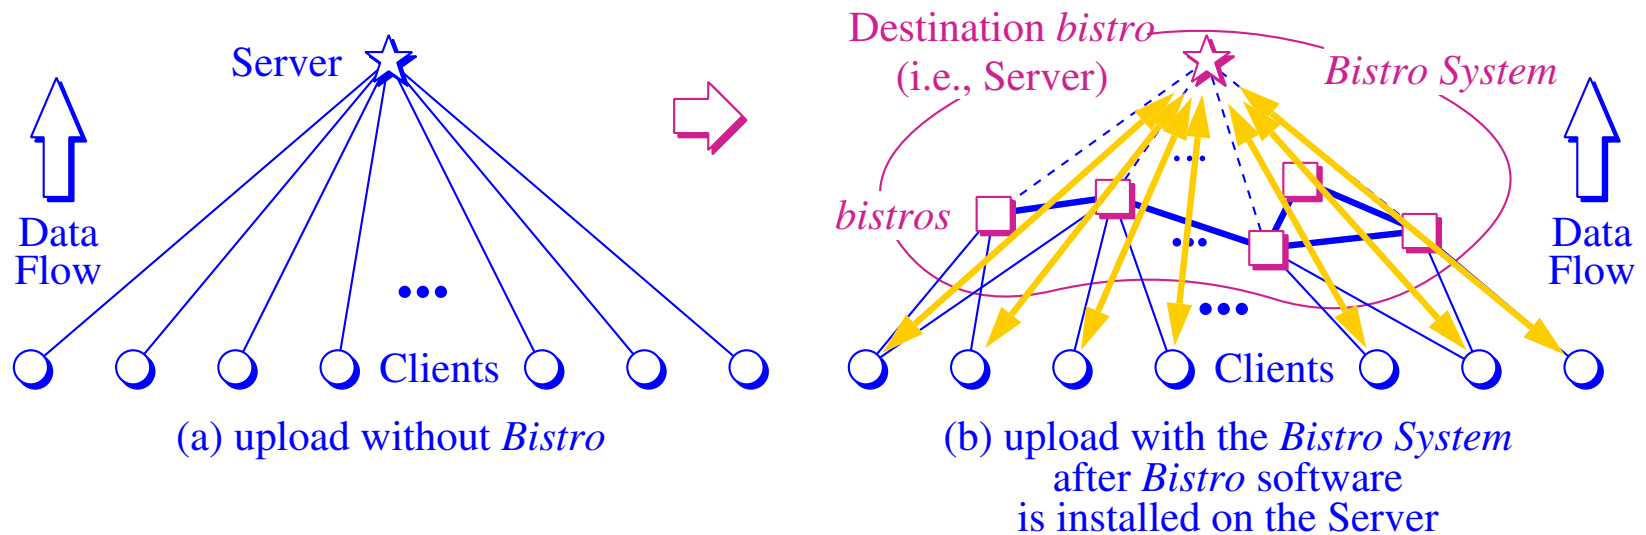 Server
Data
Flow
•••
Clients
(a) upload without Bistro
Destination bistro
(i.e., Server)
Bistro System
•••
bistros
•••
Data
Flow
•••
Clients
(b) upload with the Bistro System
after Bistro software
is installed on the Server